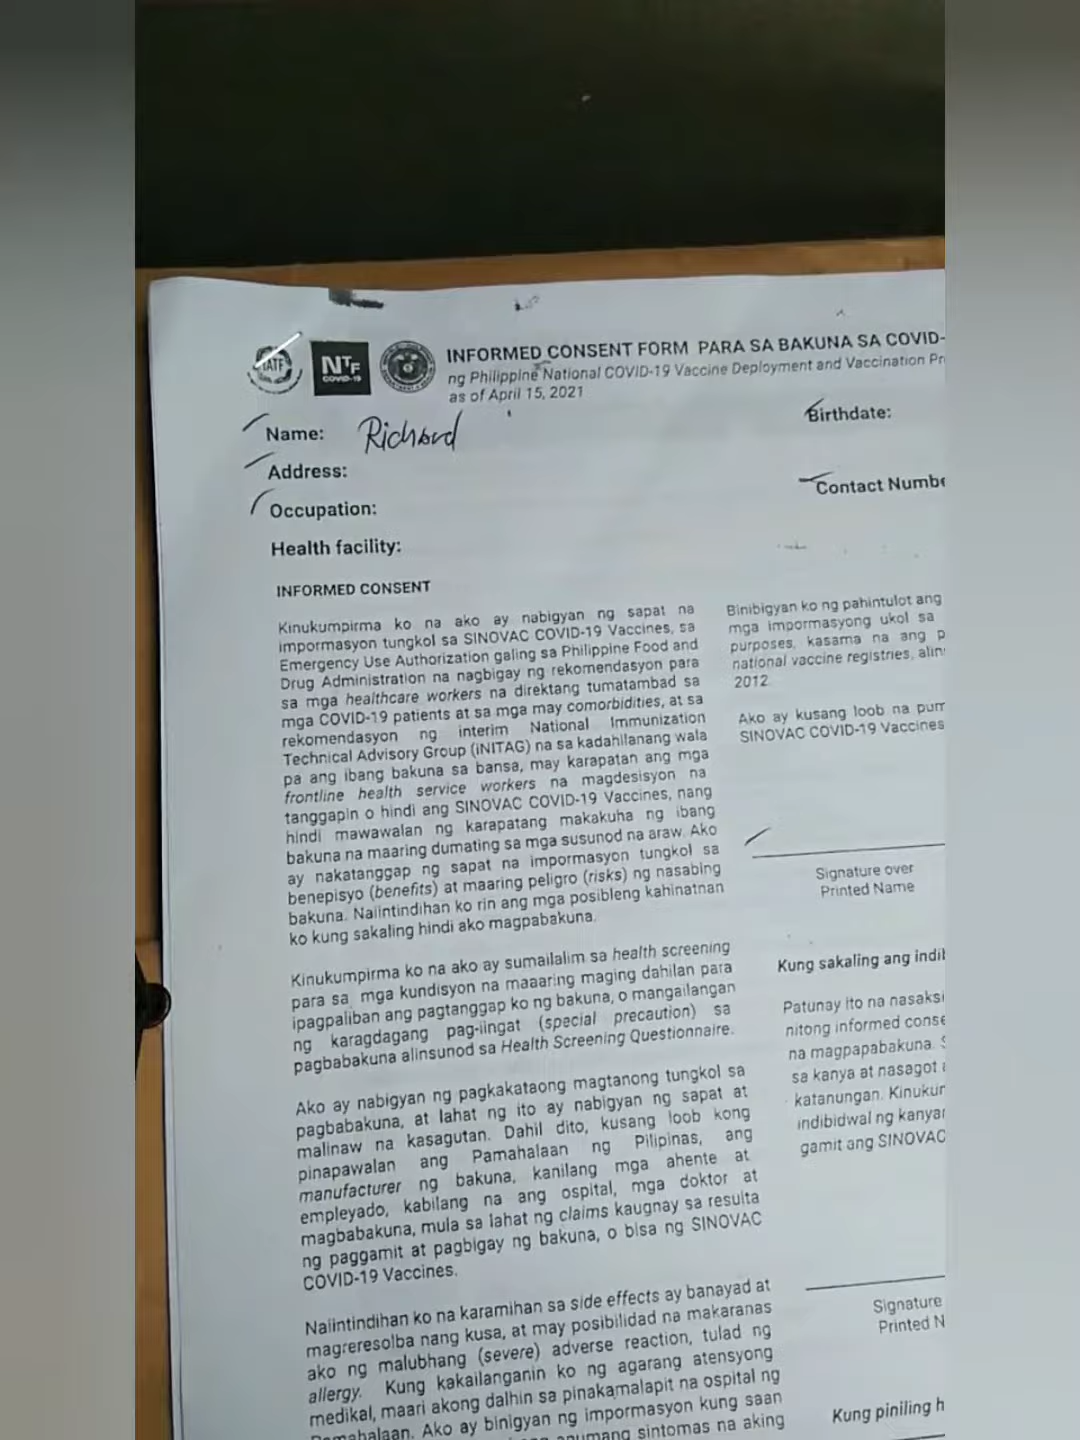 IATF
NTF
COVID-19
INFORMED CONSENT FORM PARA SA BAKUNA SA COVID-
ng Philippine National COVID-19 Vaccine Deployment and Vaccination
as of April 15, 2021
Name: Richard
Birthdate:
Address:
Contact
Occupation:
Health facility:
INFORMED CONSENT
Kinukumpirma ko na ako ay nabigyan ng sapat na
impormasyon tungkol sa SINOVAC COVID-19 Vaccines, sa
Emergency Use Authorization galing sa Philippine Food and
Drug Administration na nagbigay ng rekomendasyon para
sa mga healthcare workers na direktang tumatambad sa
mga COVID-19 patients at sa mga may comorbidities, at sa
rekomendasyon ng interim National Immunization
Technical Advisory Group (iNITAG) na sa kadahilanang wala
pa ang ibang bakuna sa bansa, may karapatan ang mga
frontline health service workers na magdesisyon na
tanggapin o hindi ang SINOVAC COVID-19 Vaccines, nang
hindi mawawalan ng karapatang makakuha ng ibang
bakuna na maaring dumating sa mga susunod na araw. Ako
ay nakatanggap ng sapat na impormasyon tungkol sa
benepisyo (benefits) at maaring peligro (risks) ng nasabing
bakuna. Naiintindihan ko rin ang mga posibleng kahinatnan
ko kung sakaling hindi ako magpabakuna.
Kinukumpirma ko na ako ay sumailalim sa health screening
para sa mga kundisyon na maaaring maging dahilan para
ipagpaliban ang pagtanggap ko ng bakuna, o mangailangan
ng karagdagang pag-iingat (special precaution) sa
pagbabakuna alinsunod sa Health Screening Questionnaire.
Ako ay nabigyan ng pagkakataong magtanong tungkol sa
pagbabakuna, at lahat ng ito ay nabigyan ng sapat at
malinaw na kasagutan. Dahil dito, kusang loob kong
pinapawalan ang Pamahalaan ng Pilipinas, ang
manufacturer ng bakuna, kanilang mga ahente at
empleyado, kabilang na ang ospital, mga doktor at
magbabakuna, mula sa lahat ng claims kaugnay sa resulta
ng paggamit at pagbigay ng bakuna, o bisa ng SINOVAC
COVID-19 Vaccines.
Naiintindihan ko na karamihan sa side effects ay banayad at
magreresolba nang kusa, at may posibilidad na makaranas
ako ng malubhang (severe) adverse reaction, tulad ng
allergy. Kung kakailanganin ko ng agarang atensyong
medikal, maari akong dalhin sa pinakamalapit na ospital ng
Pamahalaan. Ako ay binigyan ng impormasyon kung saan
anumang sintomas na aking
Binibigyan ko ng pahintulot ang
mga impormasyong ukol sa
purposes, kasama na ang
national vaccine registries,
2012.
Ako ay kusang loob na
SINOVAC COVID-19 Vaccines
Signature over
Printed Name
Kung sakaling ang
Patunay ito na
nitong informed
na magpapabakuna.
sa kanya at nasagot
katanungan.
indibidwal ng
gamit ang SINOVAC
Signature
Printed
Kung piniling